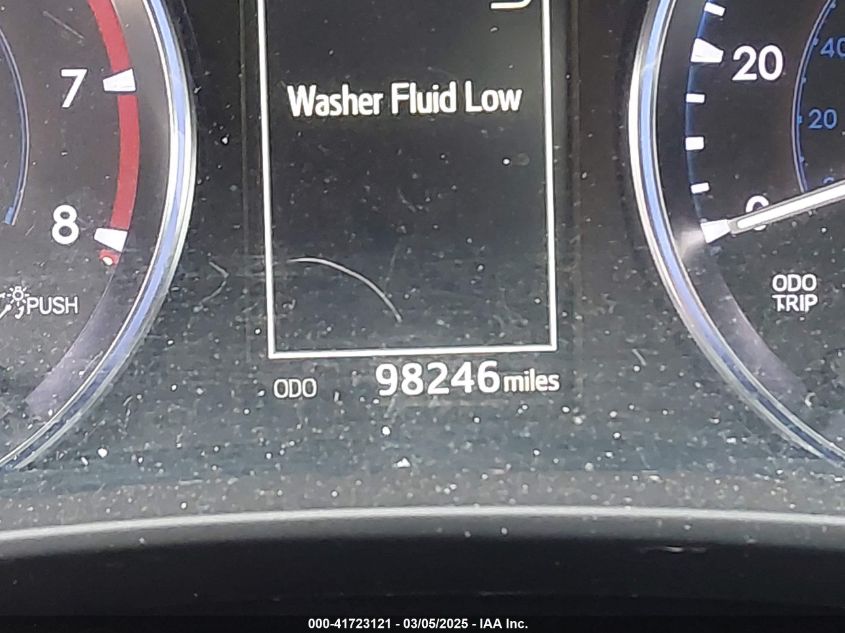 7
8
PUSH
Washer Fluid Low
ODO 98246 miles
20
0
40
20
ODO
TRIP
000-41723121 - 03/05/2025 - IAA Inc.